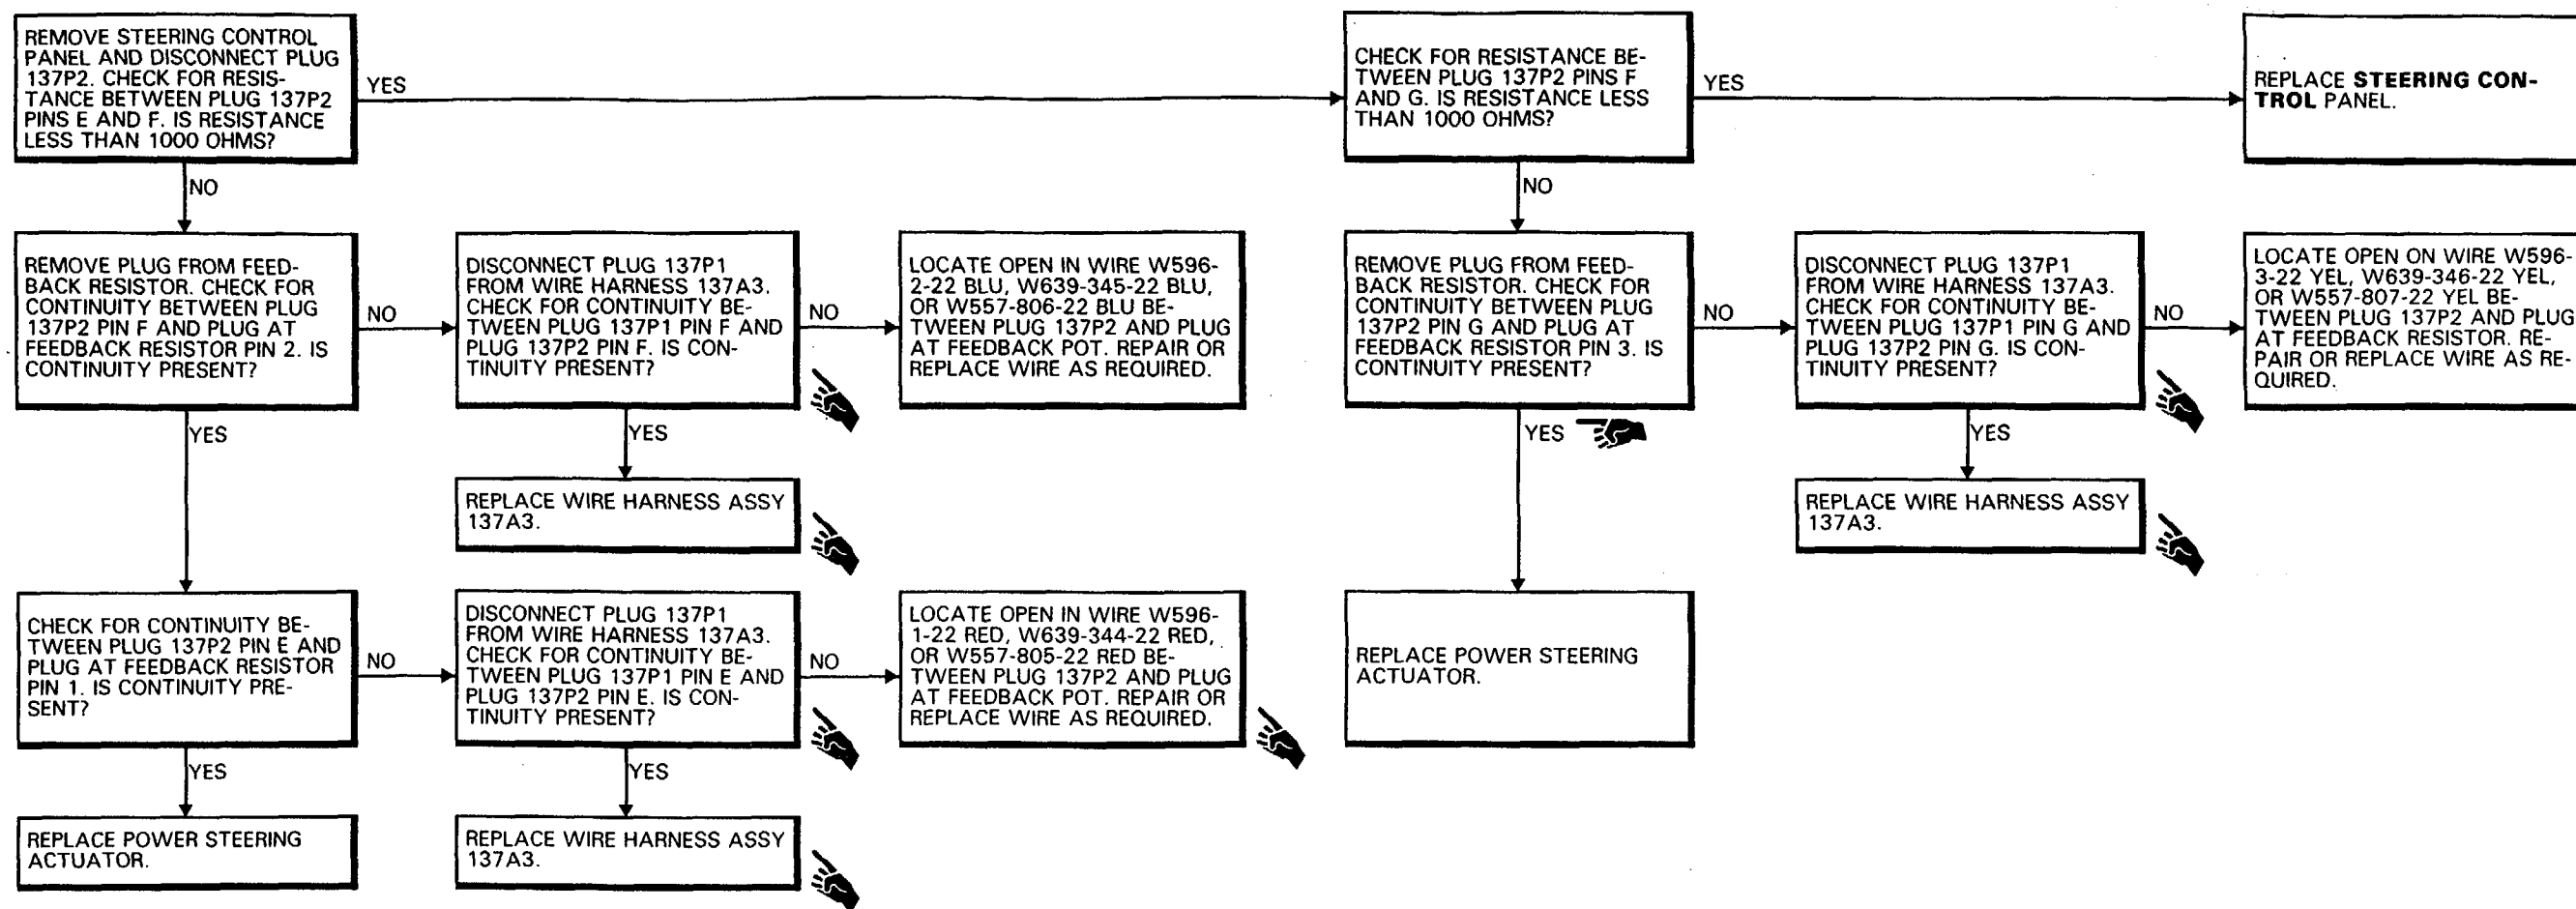 REMOVE STEERING CONTROL
PANEL AND DISCONNECT PLUG
137P2. CHECK FOR RESIS-
TANCE BETWEEN PLUG 137P2
PINS E AND F. IS RESISTANCE
LESS THAN 1000 OHMS?
YES
CHECK FOR RESISTANCE BE-
TWEEN PLUG 137P2 PINS F
AND G. IS RESISTANCE LESS
THAN 1000 OHMS?
YES
REPLACE STEERING CON-
TROL PANEL.
NO
NO
REMOVE PLUG FROM FEED-
BACK RESISTOR. CHECK FOR
CONTINUITY BETWEEN PLUG
137P2 PIN F AND PLUG AT
FEEDBACK RESISTOR PIN 2. IS
CONTINUITY PRESENT?
NO
DISCONNECT PLUG 137P1
FROM WIRE HARNESS 137A3.
CHECK FOR CONTINUITY BE-
TWEEN PLUG 137P1 PIN F AND
PLUG 137P2 PIN F. IS CON-
TINUITY PRESENT?
NO
LOCATE OPEN IN WIRE W596-
2-22 BLU, W639-345-22 BLU,
OR W557-806-22 BLU BE-
TWEEN PLUG 137P2 AND PLUG
AT FEEDBACK POT. REPAIR OR
REPLACE WIRE AS REQUIRED.
REMOVE PLUG FROM FEED-
BACK RESISTOR. CHECK FOR
CONTINUITY BETWEEN PLUG
137P2 PIN G AND PLUG AT
FEEDBACK RESISTOR PIN 3. IS
CONTINUITY PRESENT?
NO
DISCONNECT PLUG 137P1
FROM WIRE HARNESS 137A3.
CHECK FOR CONTINUITY BE-
TWEEN PLUG 137P1 PIN G AND
PLUG 137P2 PIN G. IS CON-
TINUITY PRESENT?
NO
LOCATE OPEN ON WIRE W596-
3-22 YEL, W639-346-22 YEL,
OR W557-807-22 YEL BE-
TWEEN PLUG 137P2 AND PLUG
AT FEEDBACK RESISTOR. RE-
PAIR OR REPLACE WIRE AS RE-
QUIRED.
YES
YES
YES
YES
REPLACE WIRE HARNESS ASSY
137A3.
REPLACE WIRE HARNESS ASSY
137A3.
CHECK FOR CONTINUITY BE-
TWEEN PLUG 137P2 PIN E AND
PLUG AT FEEDBACK RESISTOR
PIN 1. IS CONTINUITY PRE-
SENT?
NO
DISCONNECT PLUG 137P1
FROM WIRE HARNESS 137A3.
CHECK FOR CONTINUITY BE-
TWEEN PLUG 137P1 PIN E AND
PLUG 137P2 PIN E. IS CON-
TINUITY PRESENT?
NO
LOCATE OPEN IN WIRE W596-
1-22 RED, W639-344-22 RED,
OR W557-805-22 RED BE-
TWEEN PLUG 137P2 AND PLUG
AT FEEDBACK POT. REPAIR OR
REPLACE WIRE AS REQUIRED.
REPLACE POWER STEERING
ACTUATOR.
YES
YES
REPLACE POWER STEERING
ACTUATOR.
REPLACE WIRE HARNESS ASSY
137A3.